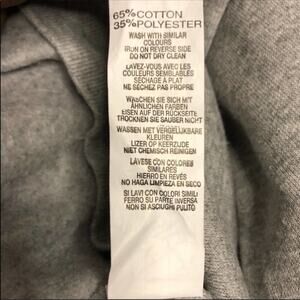 65% COTTON
35% POLYESTER
WASH WITH SIMILAR
COLOURS
IRON ON REVERSE SIDE
DO NOT DRY CLEAN
LAVEZ-VOUS AVEC LES
COULEURS SEMBLABLES
SÉCHAGE A PLAT
NE SECHEZ PAS PROPRE
WASCHEN SIE SICH MIT
ÄHNLICHEN FARBEN
EISEN AUF DER RÜCKSEITE
TROCKNEN SIE SAUBER NICHT
WASSEN MET VERGELIJKBARE
KLEUREN
IJZER OP KEERZIJDE
NIET CHEMISCH REINIGEN
LÁVESE CON COLORES
SIMILARES
HIERRO EN REVÉS
NO HAGA LIMPIEZA EN SECO
SI LAVI CON COLORI SIMILI
FERRO SU PARTE INVERSA
NON SI ASCIUGHI PULITO